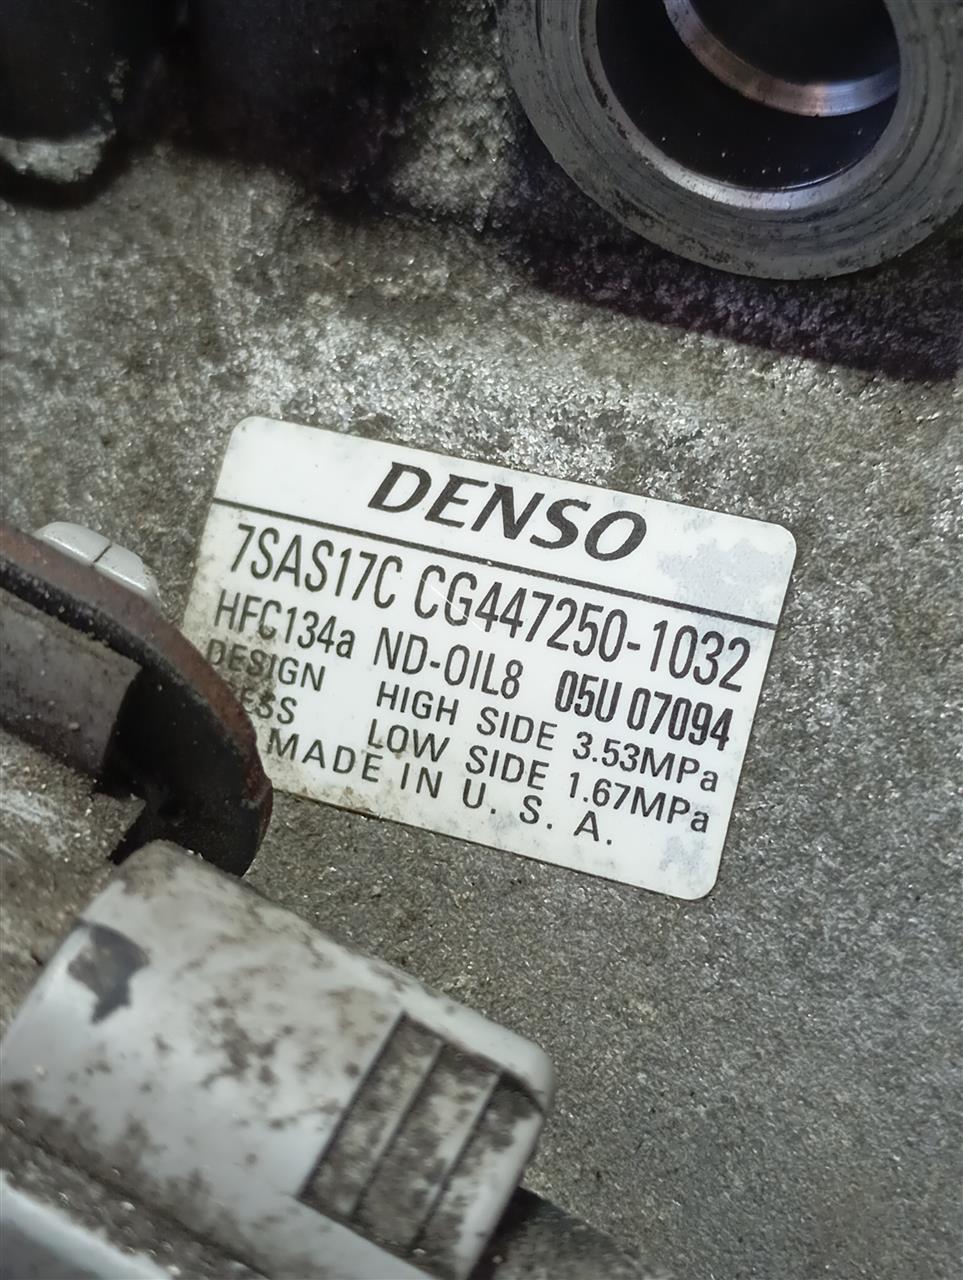 DENSO
7SAS17C CG447250-1032
HFC134a ND-OIL8 05U 07094
DESIGN HIGH SIDE 3.53MPa
LOW SIDE 1.67MPa
MADE IN U. S. A.